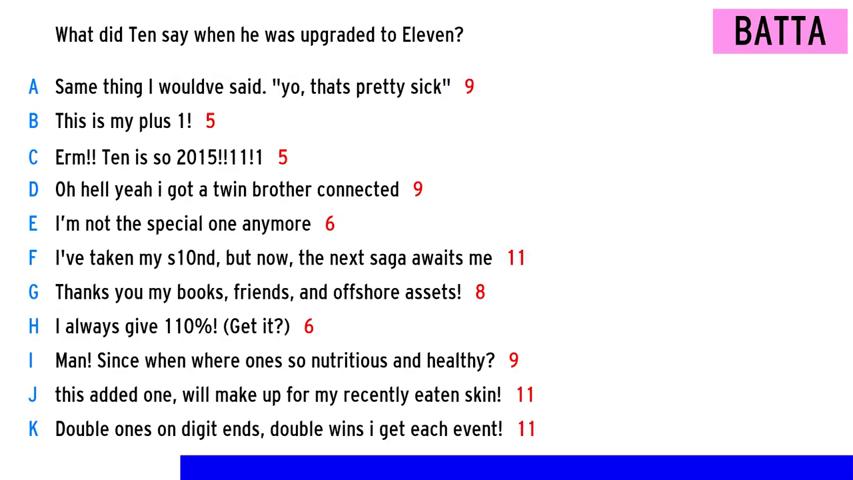 What did Ten say when he was upgraded to Eleven?
BATTA
A Same thing I wouldve said. "yo, thats pretty sick" 9
B This is my plus 1! 5
C Erm!! Ten is so 2015!!11!1 5
D Oh hell yeah i got a twin brother connected 9
E I'm not the special one anymore 6
F I've taken my s10nd, but now, the next saga awaits me 11
G Thanks you my books, friends, and offshore assets! 8
H I always give 110%! (Get it?) 6
I Man! Since when where ones so nutritious and healthy? 9
J this added one, will make up for my recently eaten skin! 11
K Double ones on digit ends, double wins i get each event! 11